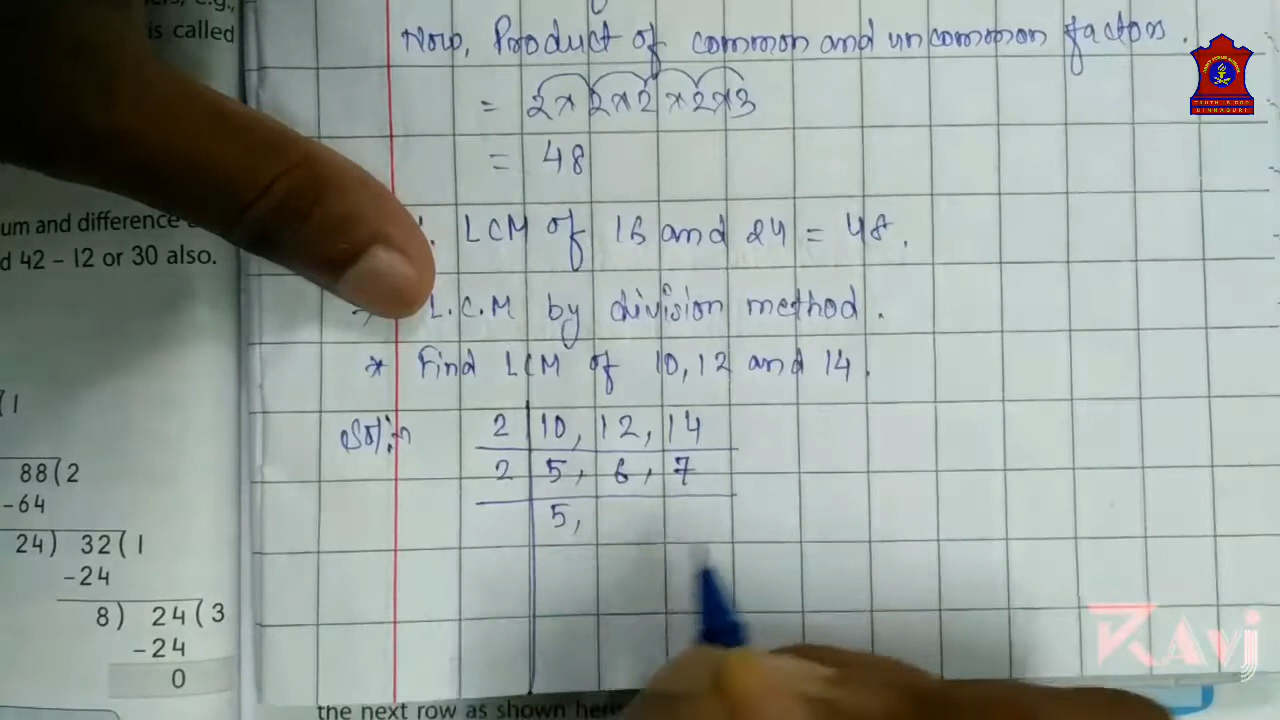 is called
um and difference
d 42 – 12 or 30 also.
(1
88(2
-64
24) 32(1
-24
8) 24(3
-24
0
Now, Product of common and uncommon factors.
= 2×2×2×2×3
= 48
∴ LCM of 16 and 24 = 48.
→ L.C.M by division method.
* Find LCM of 10, 12 and 14.
Sol:n
2 10, 12, 14
2 5, 6, 7
5,
the next row as shown here
RAvj